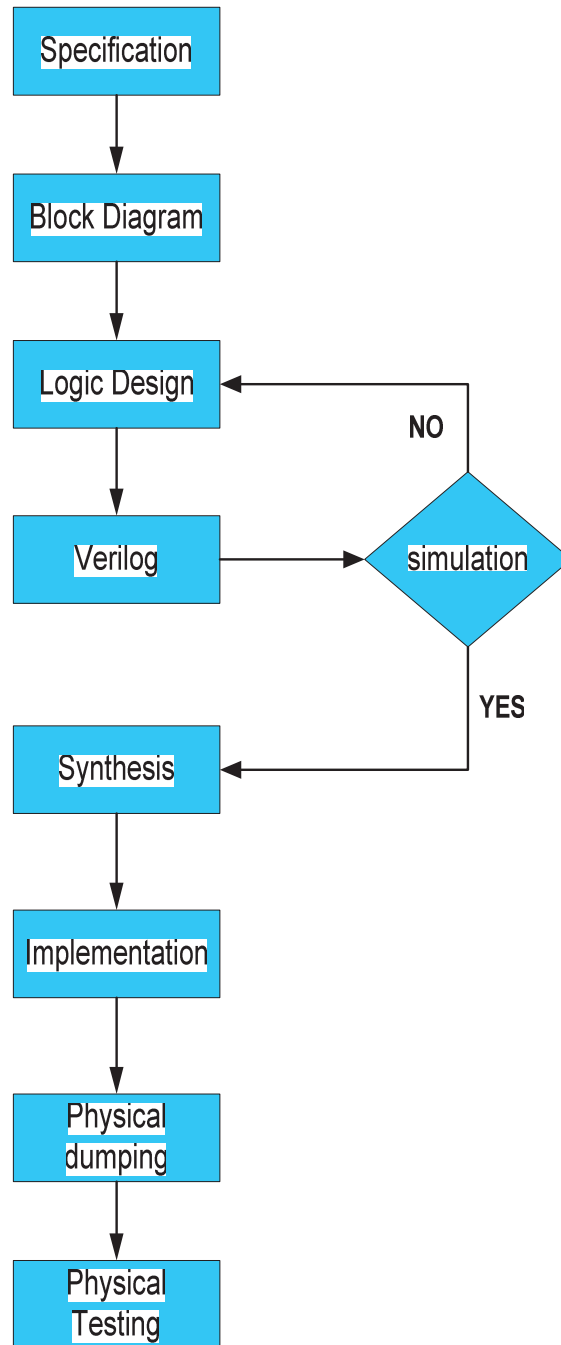 Specification
Block Diagram
Logic Design
NO
Verilog
simulation
YES
Synthesis
Implementation
Physical
dumping
Physical
Testing